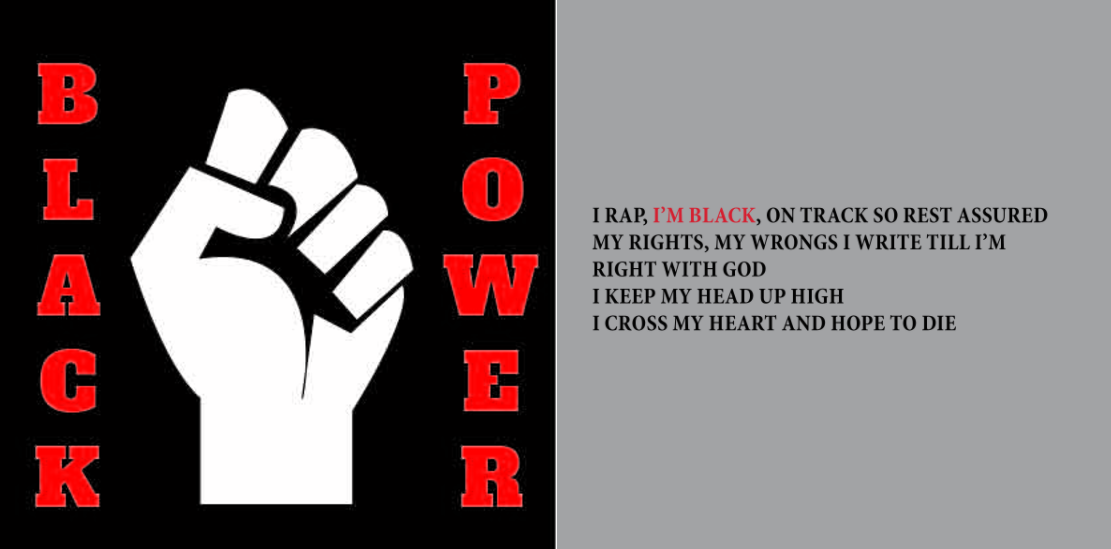 BLACK
POWER
I RAP, I'M BLACK, ON TRACK SO REST ASSURED
MY RIGHTS, MY WRONGS I WRITE TILL I'M
RIGHT WITH GOD
I KEEP MY HEAD UP HIGH
I CROSS MY HEART AND HOPE TO DIE